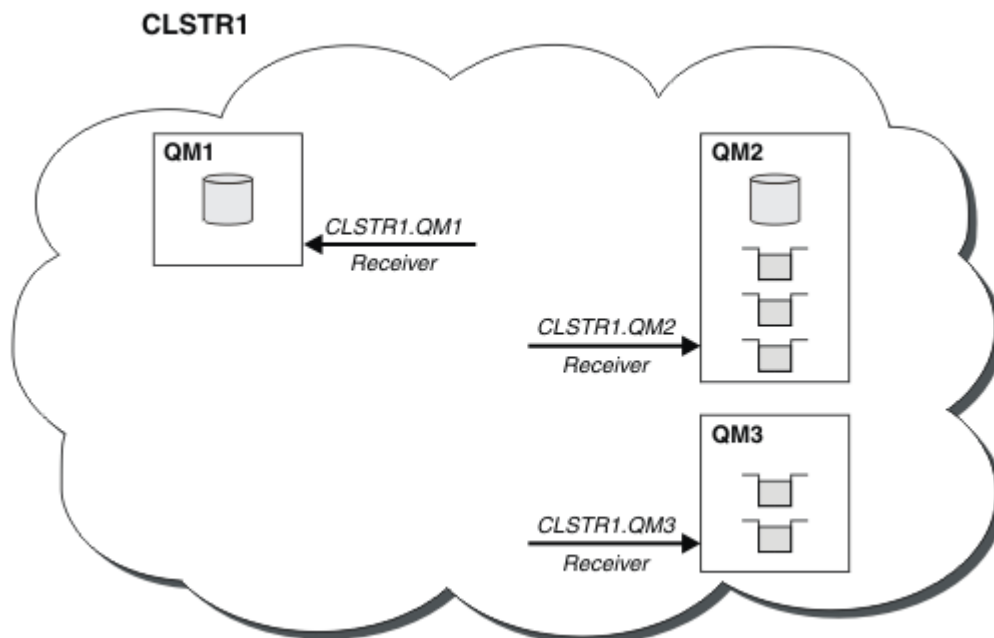 CLSTR1
QM1
CLSTR1.QM1
Receiver
QM2
CLSTR1.QM2
Receiver
QM3
CLSTR1.QM3
Receiver